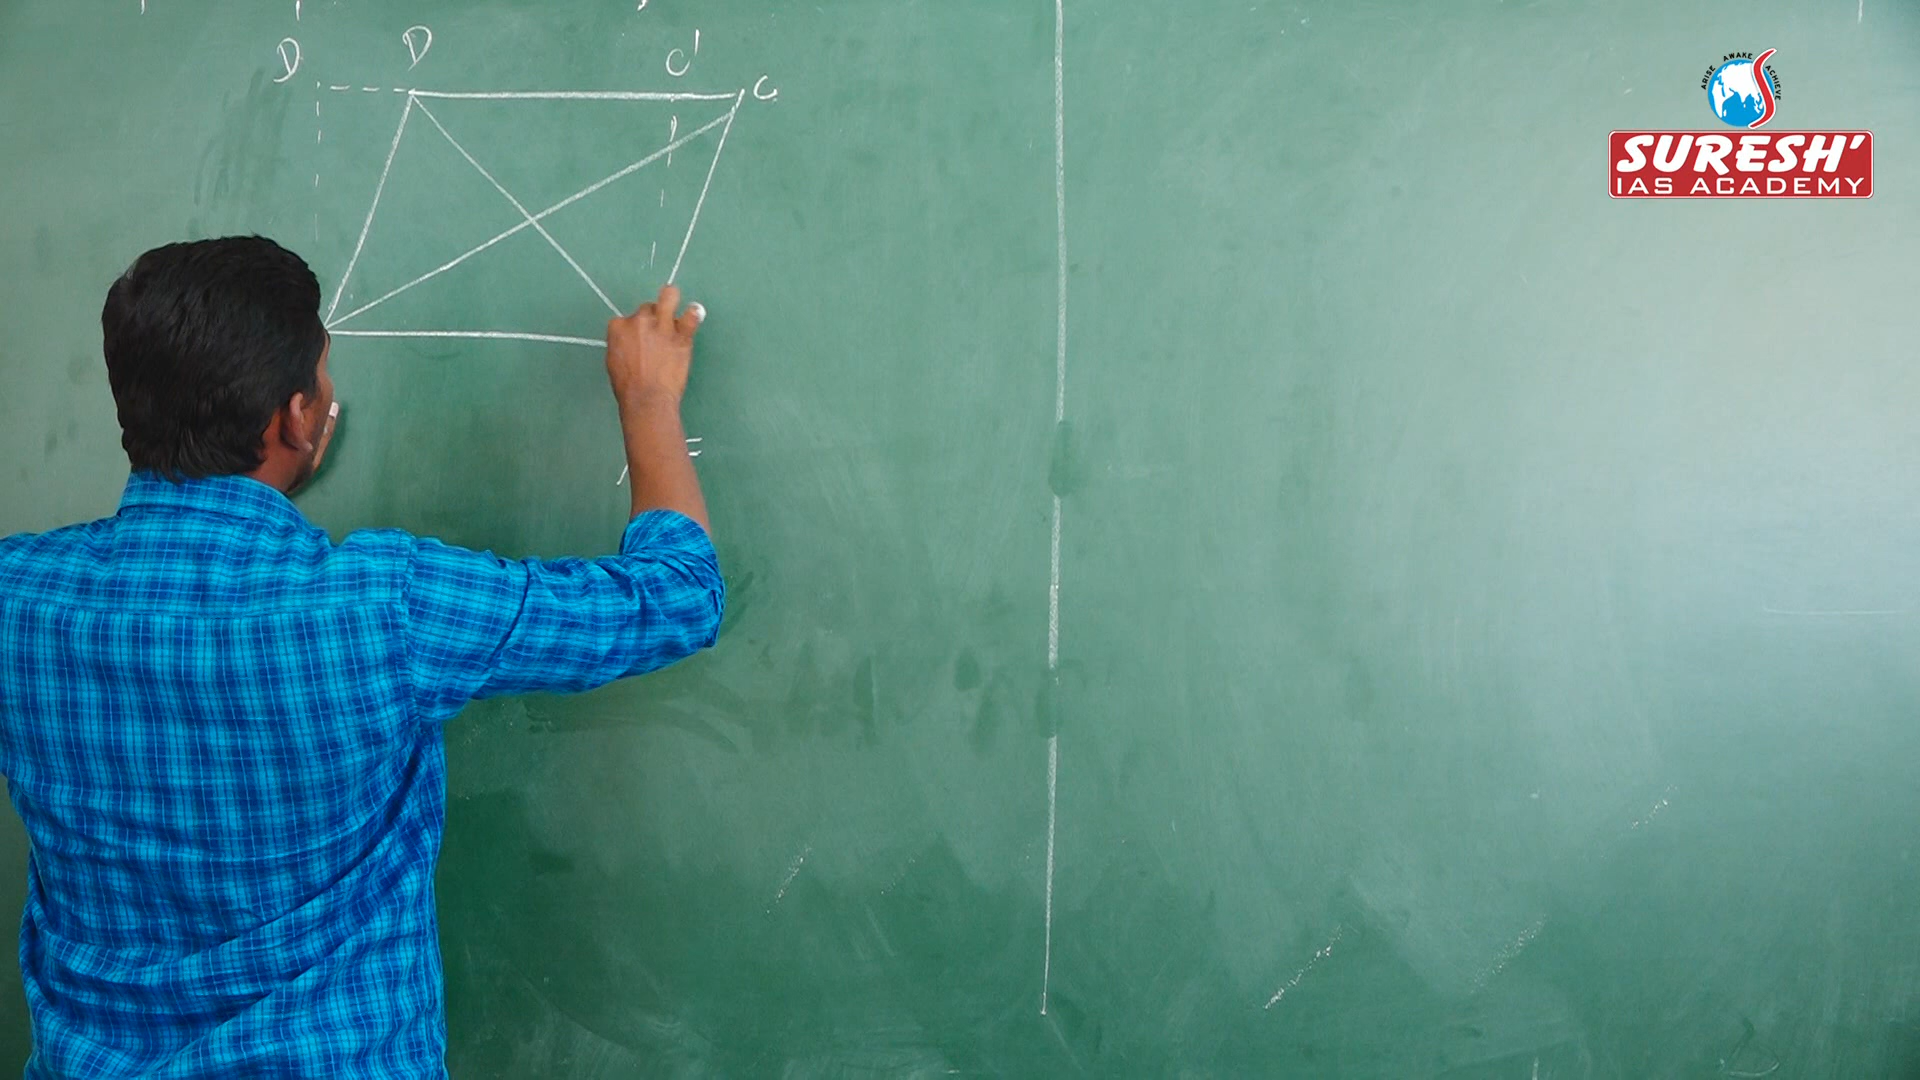 ARISE AWAKE ACHIEVE
SURESH'
IAS ACADEMY
D D C'
C
=